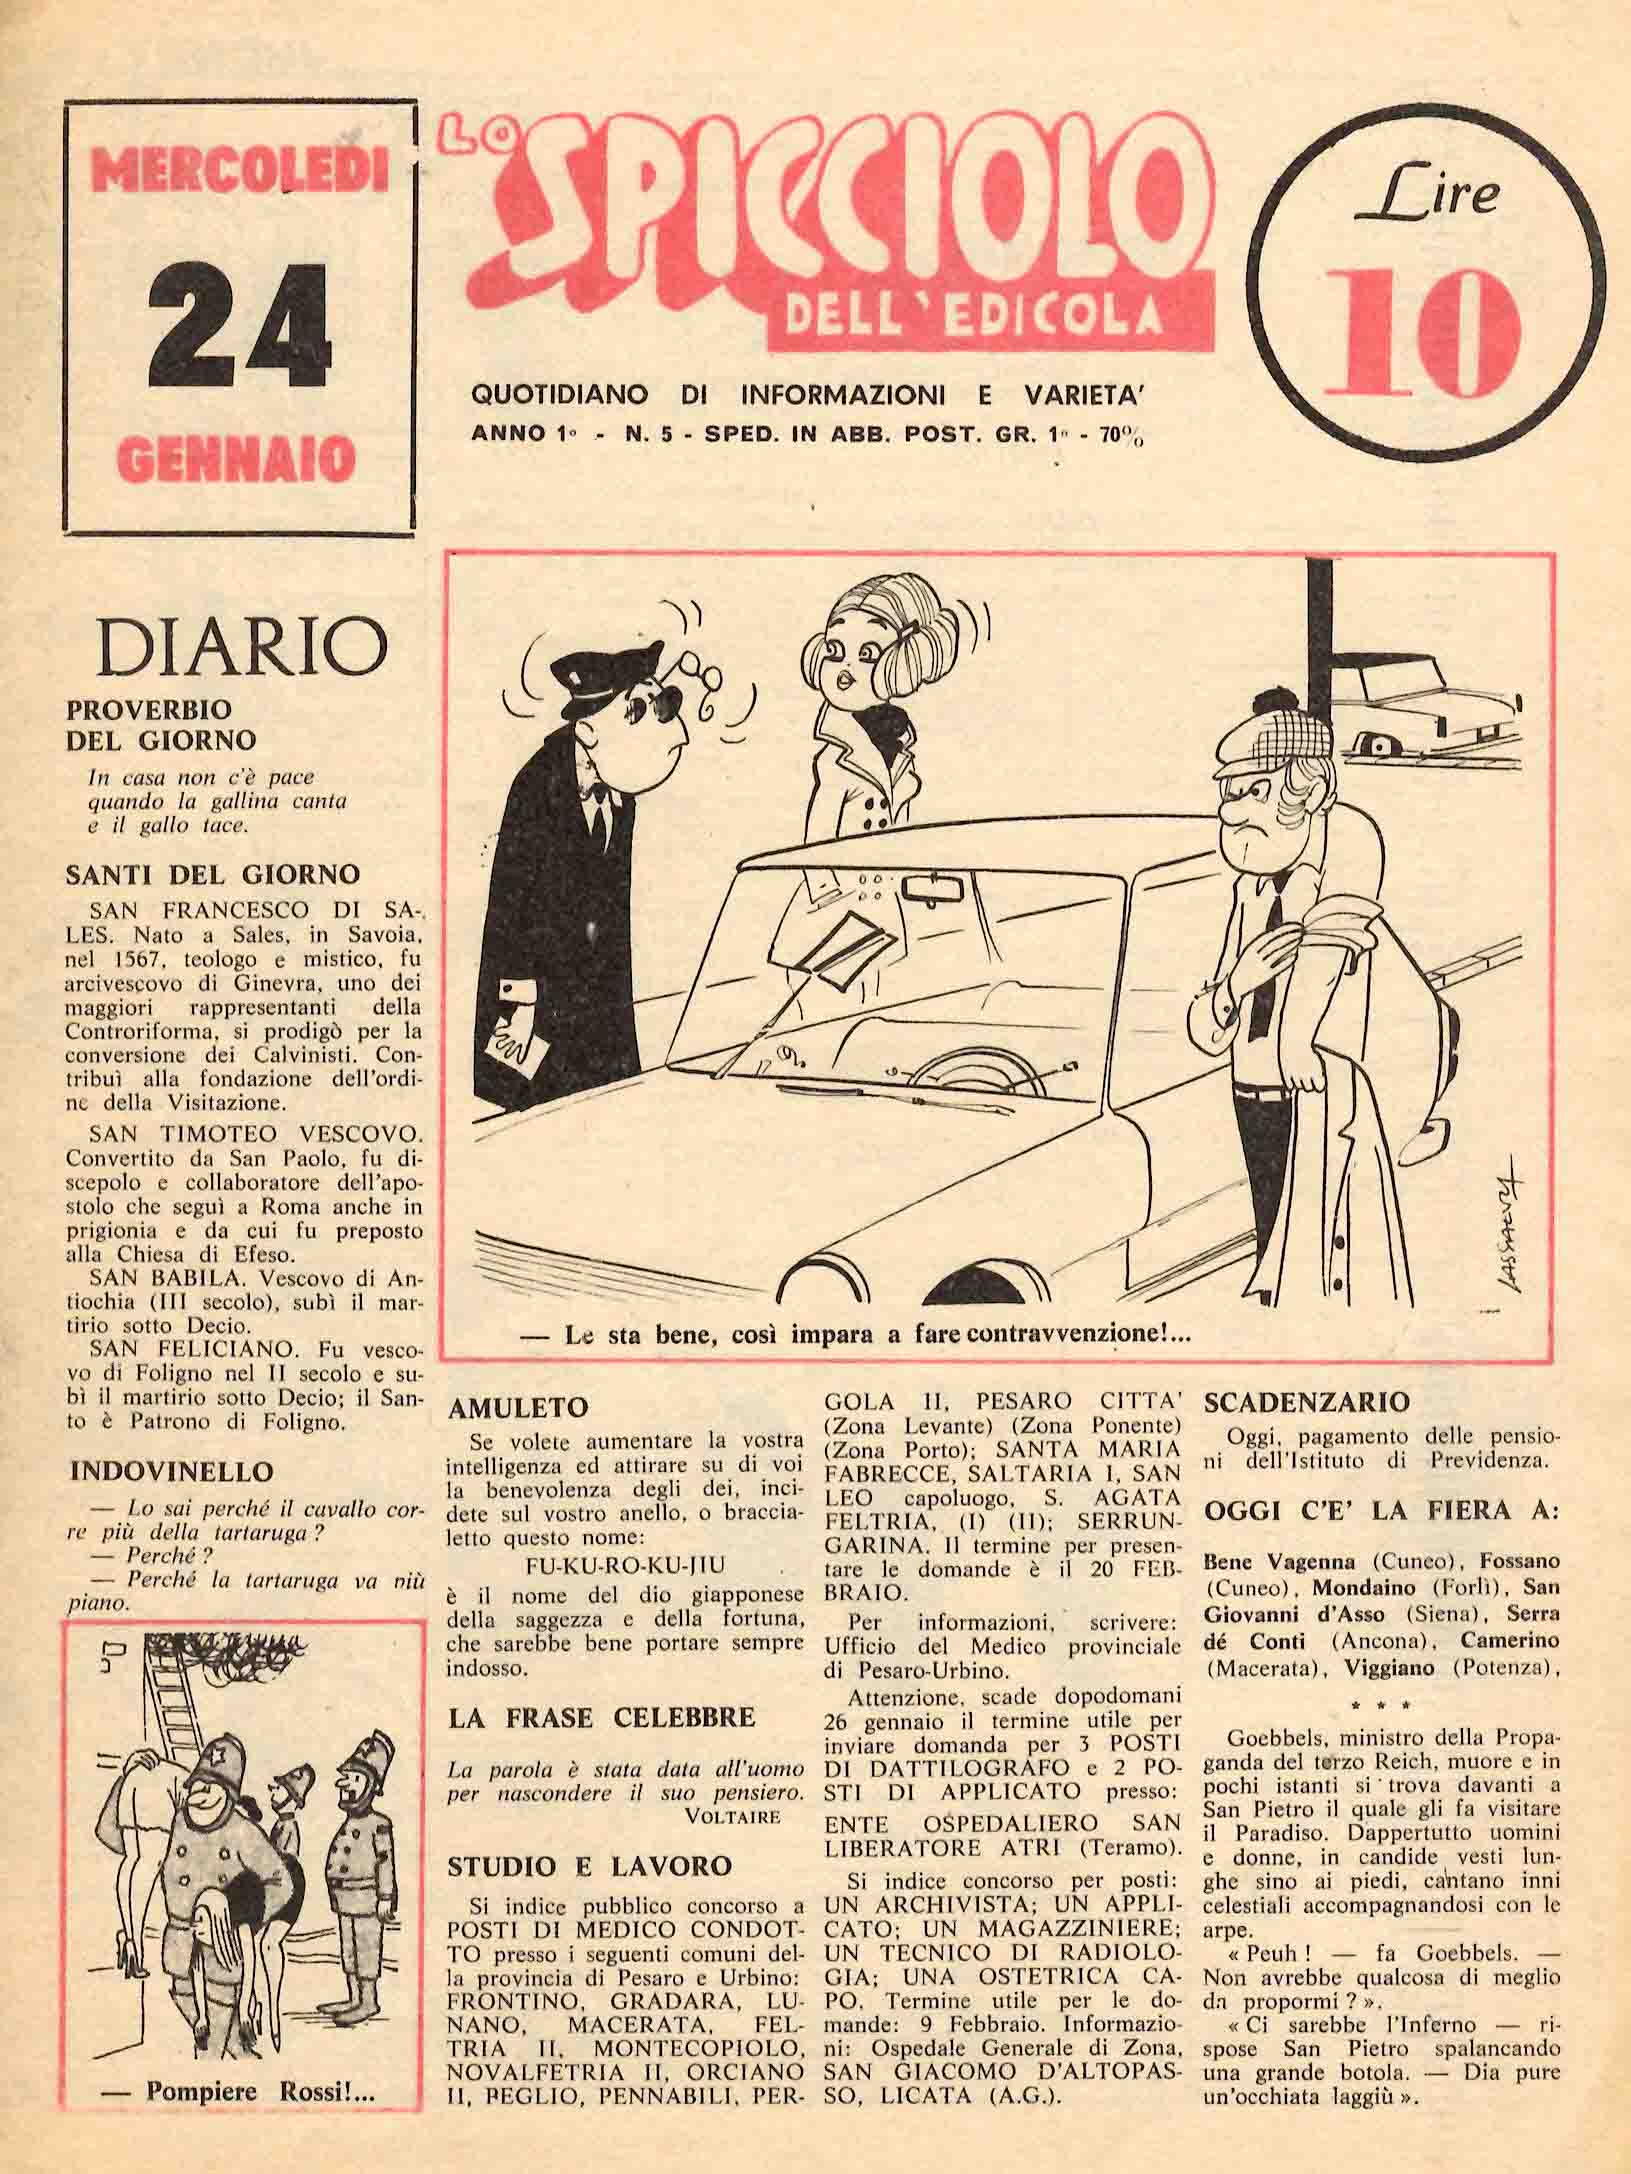 MERCOLEDI
24
GENNAIO
LO SPICCIOLO
DELL'EDICOLA
QUOTIDIANO DI INFORMAZIONI E VARIETA'
ANNO 1º - N. 5 - SPED. IN ABB. POST. GR. 1º - 70%
Lire
10
DIARIO
PROVERBIO
DEL GIORNO
In casa non c'è pace
quando la gallina canta
e il gallo tace.
SANTI DEL GIORNO
SAN FRANCESCO DI SA-
LES. Nato a Sales, in Savoia,
nel 1567, teologo e mistico, fu
arcivescovo di Ginevra, uno dei
maggiori rappresentanti della
Controriforma, si prodigò per la
conversione dei Calvinisti. Con-
tribuì alla fondazione dell'ordi-
ne della Visitazione.
SAN TIMOTEO VESCOVO.
Convertito da San Paolo, fu di-
scepolo e collaboratore dell'apo-
stolo che seguì a Roma anche in
prigionia e da cui fu preposto
alla Chiesa di Efeso.
SAN BABILA. Vescovo di An-
tiochia (III secolo), subì il mar-
tirio sotto Decio.
SAN FELICIANO. Fu vesco-
vo di Foligno nel II secolo e su-
bì il martirio sotto Decio; il San-
to è Patrono di Foligno.
INDOVINELLO
— Lo sai perché il cavallo cor-
re più della tartaruga?
— Perché?
— Perché la tartaruga va più
piano.
— Pompiere Rossi!...
LASSALVY
— Le sta bene, così impara a fare contravvenzione!...
AMULETO
Se volete aumentare la vostra
intelligenza ed attirare su di voi
la benevolenza degli dei, inci-
dete sul vostro anello, o braccia-
letto questo nome:
FU-KU-RO-KU-JIU
è il nome del dio giapponese
della saggezza e della fortuna,
che sarebbe bene portare sempre
indosso.
LA FRASE CELEBBRE
La parola è stata data all'uomo
per nascondere il suo pensiero.
VOLTAIRE
STUDIO E LAVORO
Si indice pubblico concorso a
POSTI DI MEDICO CONDOT-
TO presso i seguenti comuni del-
la provincia di Pesaro e Urbino:
FRONTINO, GRADARA, LU-
NANO, MACERATA, FEL-
TRIA II, MONTECOPIOLO,
NOVALFETRIA II, ORCIANO
II, PEGLIO, PENNABILI, PER-
GOLA II, PESARO CITTA'
(Zona Levante) (Zona Ponente)
(Zona Porto); SANTA MARIA
FABRECCE, SALTARIA I, SAN
LEO capoluogo, S. AGATA
FELTRIA, (I) (II); SERRUN-
GARINA. Il termine per presen-
tare le domande è il 20 FEB-
BRAIO.
Per informazioni, scrivere:
Ufficio del Medico provinciale
di Pesaro-Urbino.
Attenzione, scade dopodomani
26 gennaio il termine utile per
inviare domanda per 3 POSTI
DI DATTILOGRAFO e 2 PO-
STI DI APPLICATO presso:
ENTE OSPEDALIERO SAN
LIBERATORE ATRI (Teramo).
Si indice concorso per posti:
UN ARCHIVISTA; UN APPLI-
CATO; UN MAGAZZINIERE;
UN TECNICO DI RADIOLO-
GIA; UNA OSTETRICA CA-
PO. Termine utile per le do-
mande: 9 Febbraio. Informazio-
ni: Ospedale Generale di Zona,
SAN GIACOMO D'ALTOPAS-
SO, LICATA (A.G.).
SCADENZARIO
Oggi, pagamento delle pensio-
ni dell'Istituto di Previdenza.
OGGI C'E' LA FIERA A:
Bene Vagenna (Cuneo), Fossano
(Cuneo), Mondaino (Forlì), San
Giovanni d'Asso (Siena), Serra
dé Conti (Ancona), Camerino
(Macerata), Viggiano (Potenza),
* * *
Goebbels, ministro della Propa-
ganda del terzo Reich, muore e in
pochi istanti si trova davanti a
San Pietro il quale gli fa visitare
il Paradiso. Dappertutto uomini
e donne, in candide vesti lun-
ghe sino ai piedi, cantano inni
celestiali accompagnandosi con le
arpe.
« Peuh! — fa Goebbels. —
Non avrebbe qualcosa di meglio
da propormi? ».
« Ci sarebbe l'Inferno — ri-
spose San Pietro spalancando
una grande botola. — Dia pure
un'occhiata laggiù ».